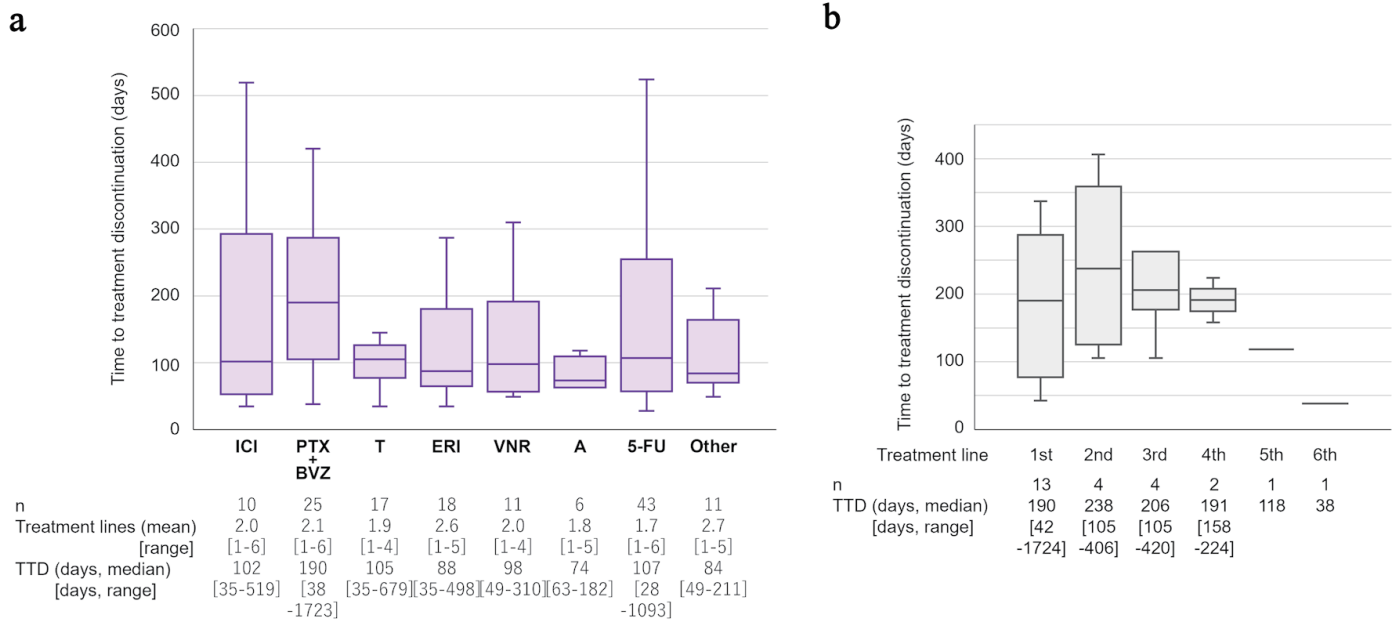 a
600
500
400
300
200
100
0
Time to treatment discontinuation (days)
ICI PTX + BVZ T ERI VNR A 5-FU Other
n 10 25 17 18 11 6 43 11
Treatment lines (mean) 2.0 2.1 1.9 2.6 2.0 1.8 1.7 2.7
[range] [1-6] [1-6] [1-4] [1-5] [1-4] [1-5] [1-6] [1-5]
TTD (days, median) 102 190 105 88 98 74 107 84
[days, range] [35-519] [38 [35-679] [35-498] [49-310] [63-182] [28 [49-211]
-1723] -1093]
b
400
300
200
100
0
Time to treatment discontinuation (days)
Treatment line 1st 2nd 3rd 4th 5th 6th
n 13 4 4 2 1 1
TTD (days, median) 190 238 206 191 118 38
[days, range] [42 [105 [105 [158
-1724] -406] -420] -224]